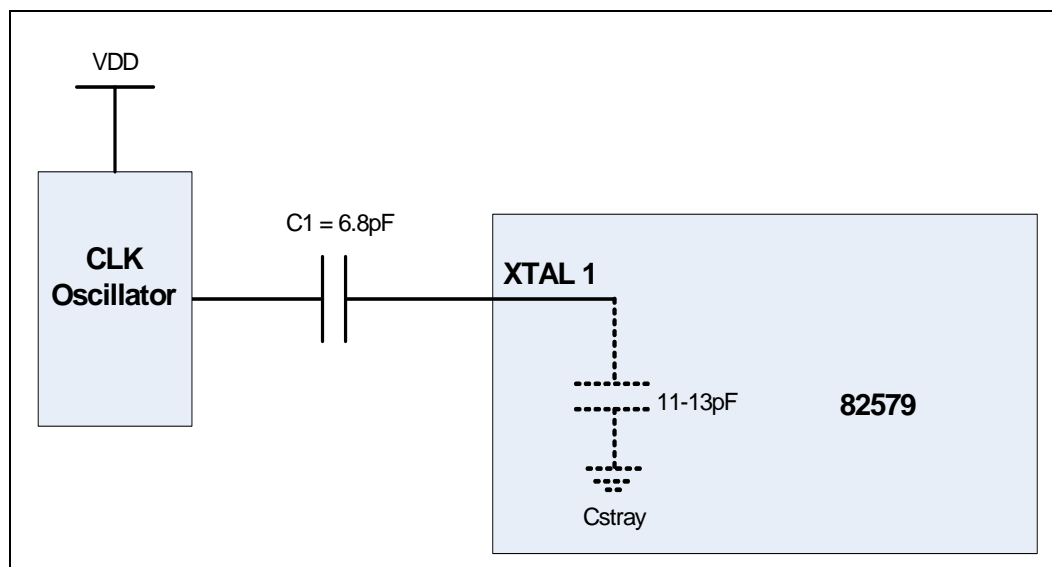 VDD
CLK
Oscillator
C1 = 6.8pF
XTAL 1
11-13pF
82579
Cstray